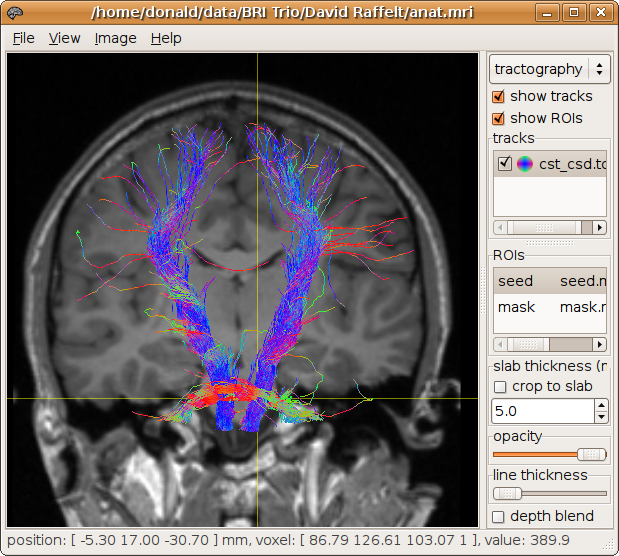 /home/donald/data/BRI Trio/David Raffelt/anat.mri
File View Image Help
tractography
show tracks
show ROIs
tracks
cst_csd.tc
ROIs
seed seed.m
mask mask.r
slab thickness (m
crop to slab
5.0
opacity
line thickness
depth blend
position: [ -5.30 17.00 -30.70 ] mm, voxel: [ 86.79 126.61 103.07 1 ], value: 389.9